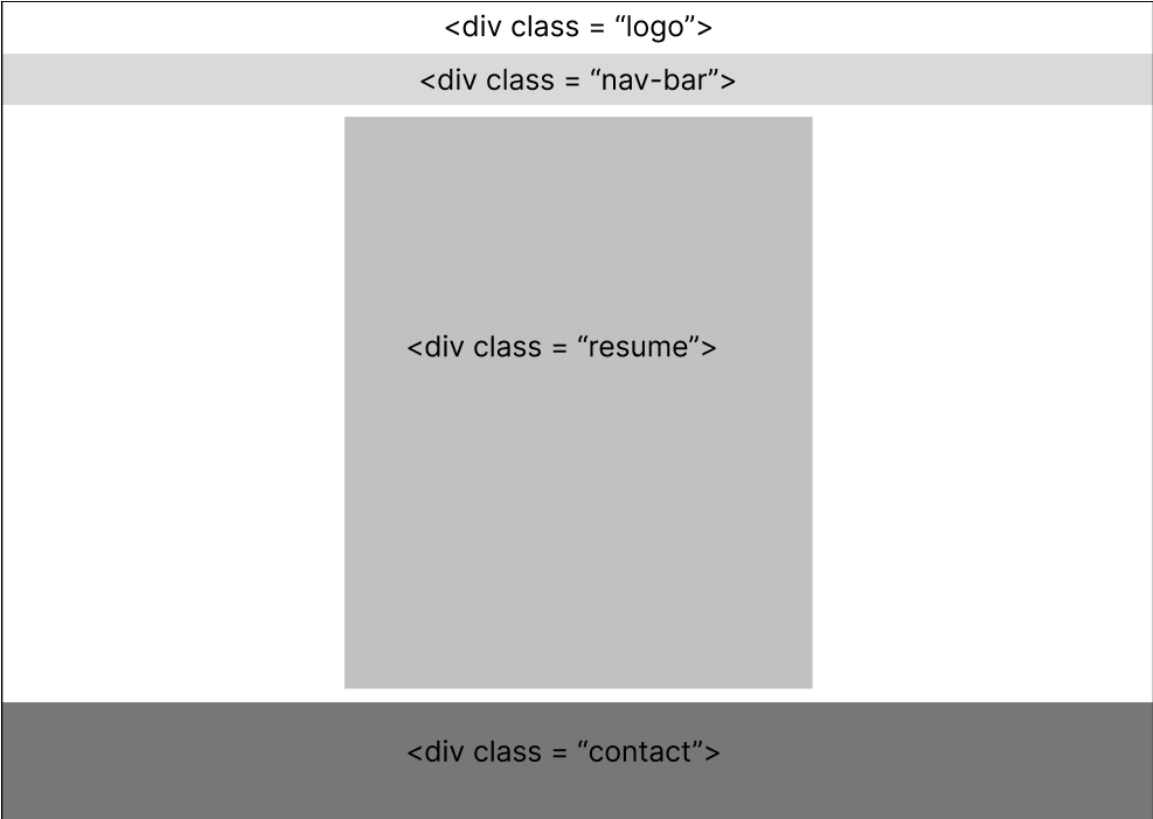 <div class = “logo”>
<div class = “nav-bar”>
<div class = “resume”>
<div class = “contact”>